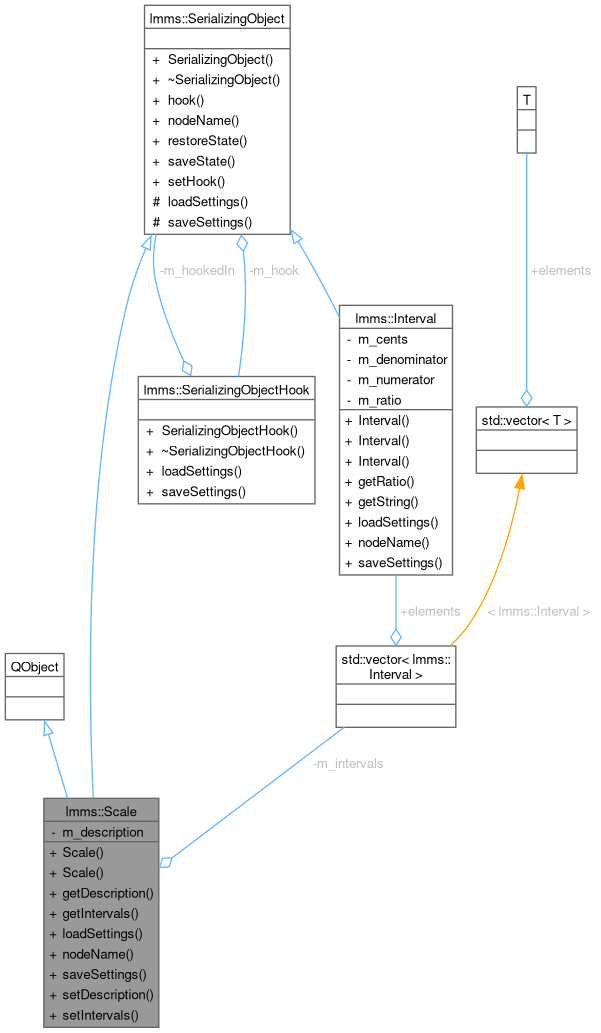 lmms::SerializingObject
+ SerializingObject()
+ ~SerializingObject()
+ hook()
+ nodeName()
+ restoreState()
+ saveState()
+ setHook()
# loadSettings()
# saveSettings()
T
-m_hookedIn
-m_hook
+elements
lmms::Interval
- m_cents
- m_denominator
- m_numerator
- m_ratio
+ Interval()
+ Interval()
+ Interval()
+ getRatio()
+ getString()
+ loadSettings()
+ nodeName()
+ saveSettings()
lmms::SerializingObjectHook
+ SerializingObjectHook()
+ ~SerializingObjectHook()
+ loadSettings()
+ saveSettings()
std::vector< T >
+elements
< lmms::Interval >
std::vector< lmms::
Interval >
QObject
-m_intervals
lmms::Scale
- m_description
+ Scale()
+ Scale()
+ getDescription()
+ getIntervals()
+ loadSettings()
+ nodeName()
+ saveSettings()
+ setDescription()
+ setIntervals()